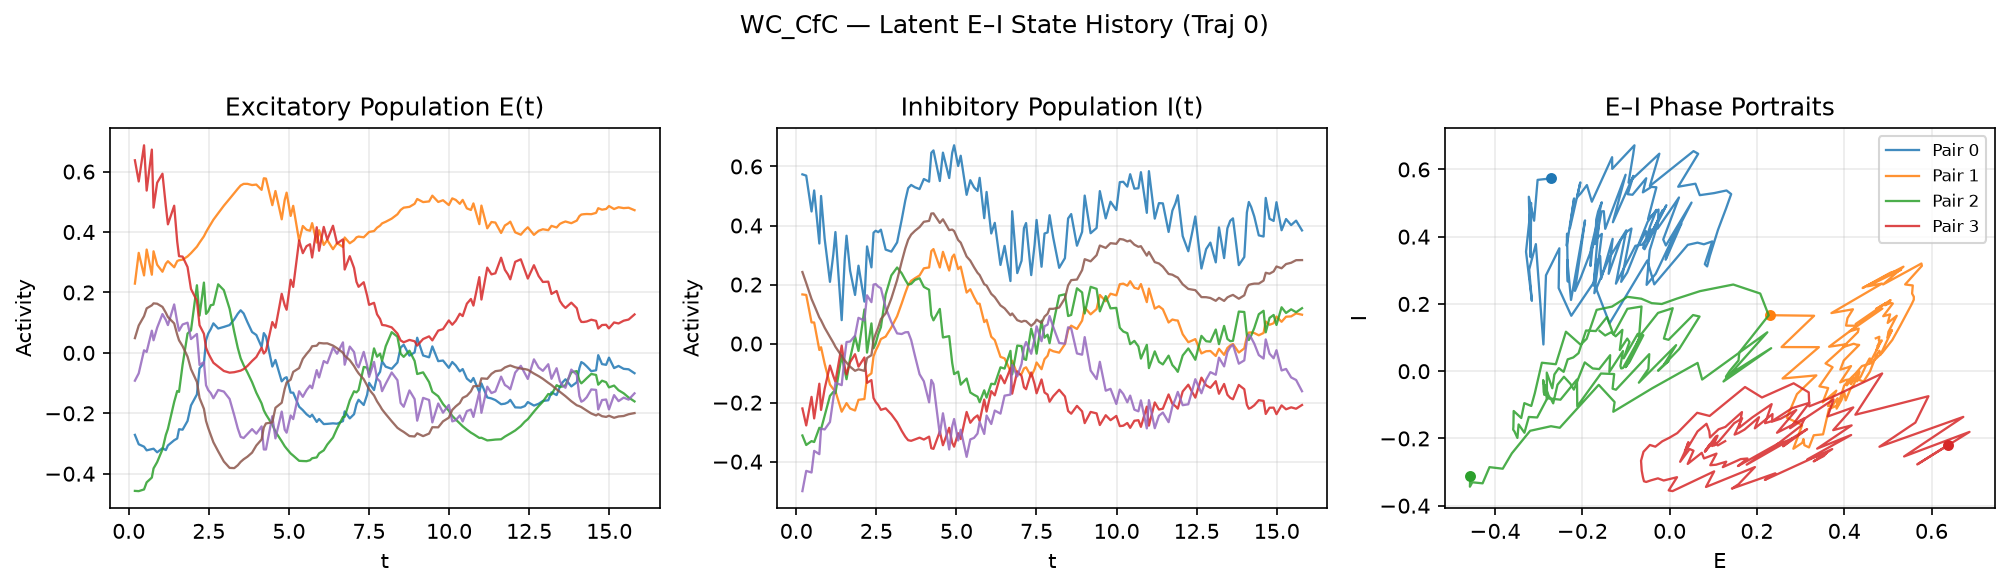 WC_CfC — Latent E–I State History (Traj 0)
Excitatory Population E(t)
Activity
0.6
0.4
0.2
0.0
−0.2
−0.4
0.0 2.5 5.0 7.5 10.0 12.5 15.0
t
Inhibitory Population I(t)
Activity
0.6
0.4
0.2
0.0
−0.2
−0.4
0.0 2.5 5.0 7.5 10.0 12.5 15.0
t
E–I Phase Portraits
I
0.6
0.4
0.2
0.0
−0.2
−0.4
−0.4 −0.2 0.0 0.2 0.4 0.6
E
Pair 0
Pair 1
Pair 2
Pair 3